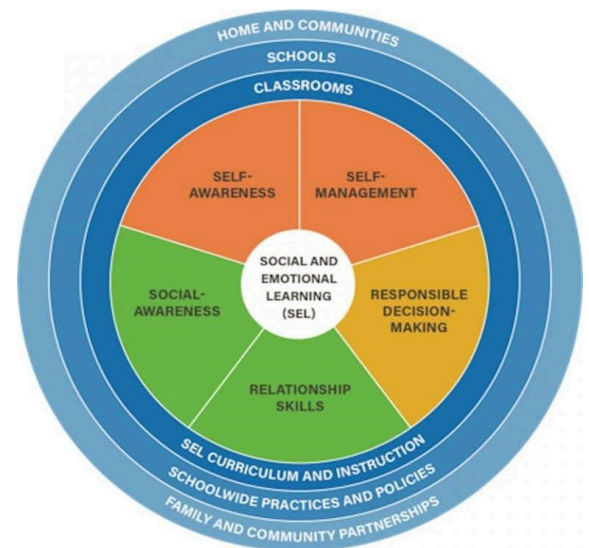 HOME AND COMMUNITIES
SCHOOLS
CLASSROOMS
SELF-
AWARENESS
SELF-
MANAGEMENT
SOCIAL AND
EMOTIONAL
LEARNING
(SEL)
SOCIAL-
AWARENESS
RESPONSIBLE
DECISION-
MAKING
RELATIONSHIP
SKILLS
SEL CURRICULUM AND INSTRUCTION
SCHOOLWIDE PRACTICES AND POLICIES
FAMILY AND COMMUNITY PARTNERSHIPS